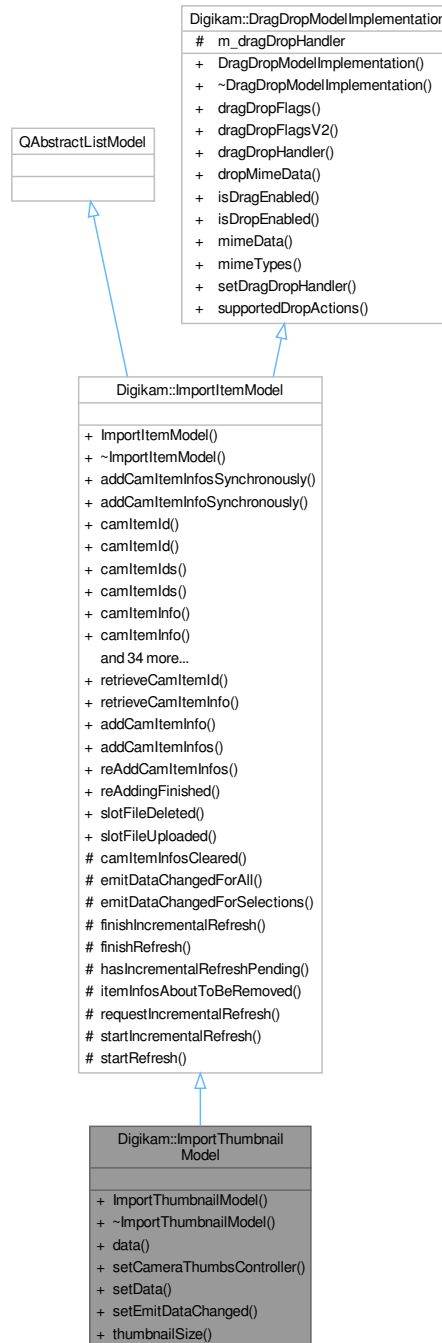 Digikam::DragDropModelImplementation
# m_dragDropHandler
+ DragDropModelImplementation()
+ ~DragDropModelImplementation()
+ dragDropFlags()
+ dragDropFlagsV2()
+ dragDropHandler()
+ dropMimeData()
+ isDragEnabled()
+ isDropEnabled()
+ mimeData()
+ mimeTypes()
+ setDragDropHandler()
+ supportedDropActions()
QAbstractListModel
Digikam::ImportItemModel
+ ImportItemModel()
+ ~ImportItemModel()
+ addCamItemInfosSynchronously()
+ addCamItemInfoSynchronously()
+ camItemId()
+ camItemId()
+ camItemIds()
+ camItemIds()
+ camItemInfo()
+ camItemInfo()
and 34 more...
+ retrieveCamItemId()
+ retrieveCamItemInfo()
+ addCamItemInfo()
+ addCamItemInfos()
+ reAddCamItemInfos()
+ reAddingFinished()
+ slotFileDeleted()
+ slotFileUploaded()
# camItemInfosCleared()
# emitDataChangedForAll()
# emitDataChangedForSelections()
# finishIncrementalRefresh()
# finishRefresh()
# hasIncrementalRefreshPending()
# itemInfosAboutToBeRemoved()
# requestIncrementalRefresh()
# startIncrementalRefresh()
# startRefresh()
Digikam::ImportThumbnail
Model
+ ImportThumbnailModel()
+ ~ImportThumbnailModel()
+ data()
+ setCameraThumbsController()
+ setData()
+ setEmitDataChanged()
+ thumbnailSize()